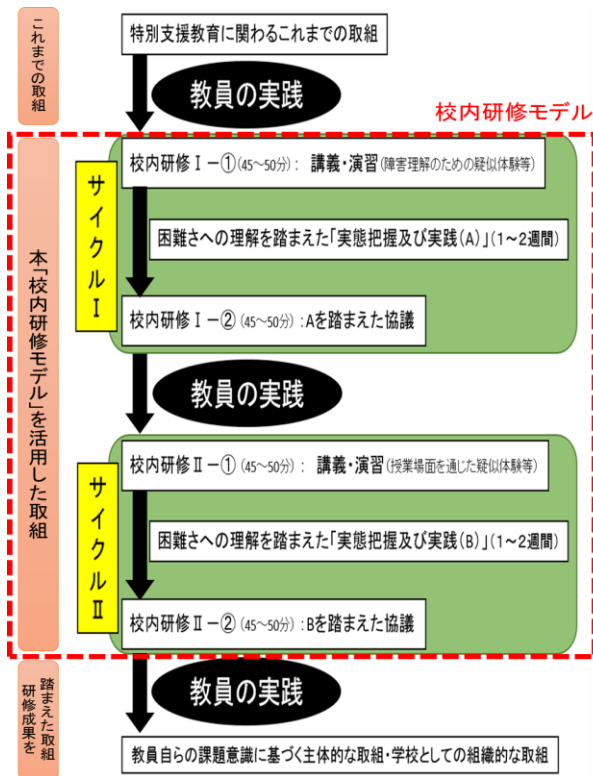 これまでの取組
特別支援教育に関わるこれまでの取組
教員の実践
校内研修モデル
本「校内研修モデル」を活用した取組
サイクルⅠ
校内研修Ⅰ－①(45～50分)： 講義・演習(障害理解のための疑似体験等)
困難さへの理解を踏まえた「実態把握及び実践(A)」(1～2週間)
校内研修Ⅰ－②(45～50分)：Aを踏まえた協議
教員の実践
サイクルⅡ
校内研修Ⅱ－①(45～50分)： 講義・演習(授業場面を通じた疑似体験等)
困難さへの理解を踏まえた「実態把握及び実践(B)」(1～2週間)
校内研修Ⅱ－②(45～50分)：Bを踏まえた協議
研修成果を
踏まえた取組
教員の実践
教員自らの課題意識に基づく主体的な取組・学校としての組織的な取組